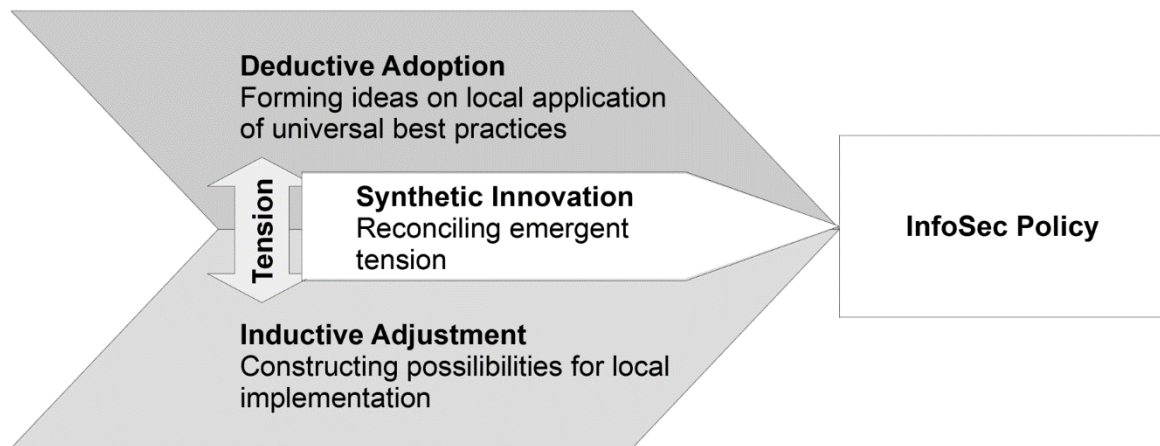 Deductive Adoption
Forming ideas on local application
of universal best practices
Tension
Synthetic Innovation
Reconciling emergent
tension
InfoSec Policy
Inductive Adjustment
Constructing possilibilities for local
implementation